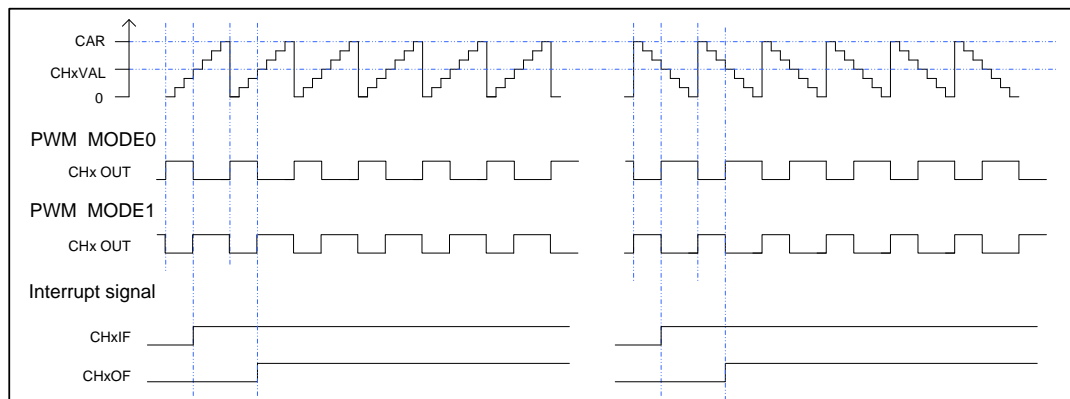 CAR
CHxVAL
0
PWM MODE0
CHx OUT
PWM MODE1
CHx OUT
Interrupt signal
CHxIF
CHxOF